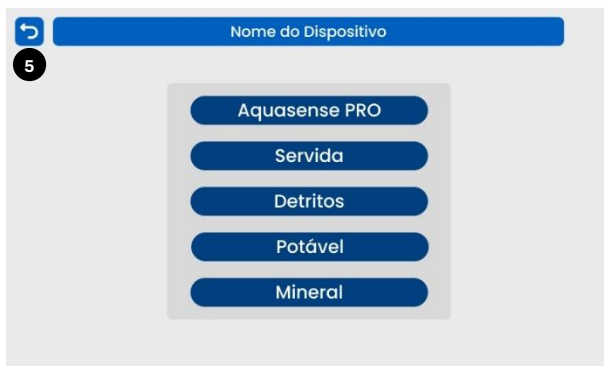 Nome do Dispositivo
5
Aquasense PRO
Servida
Detritos
Potável
Mineral